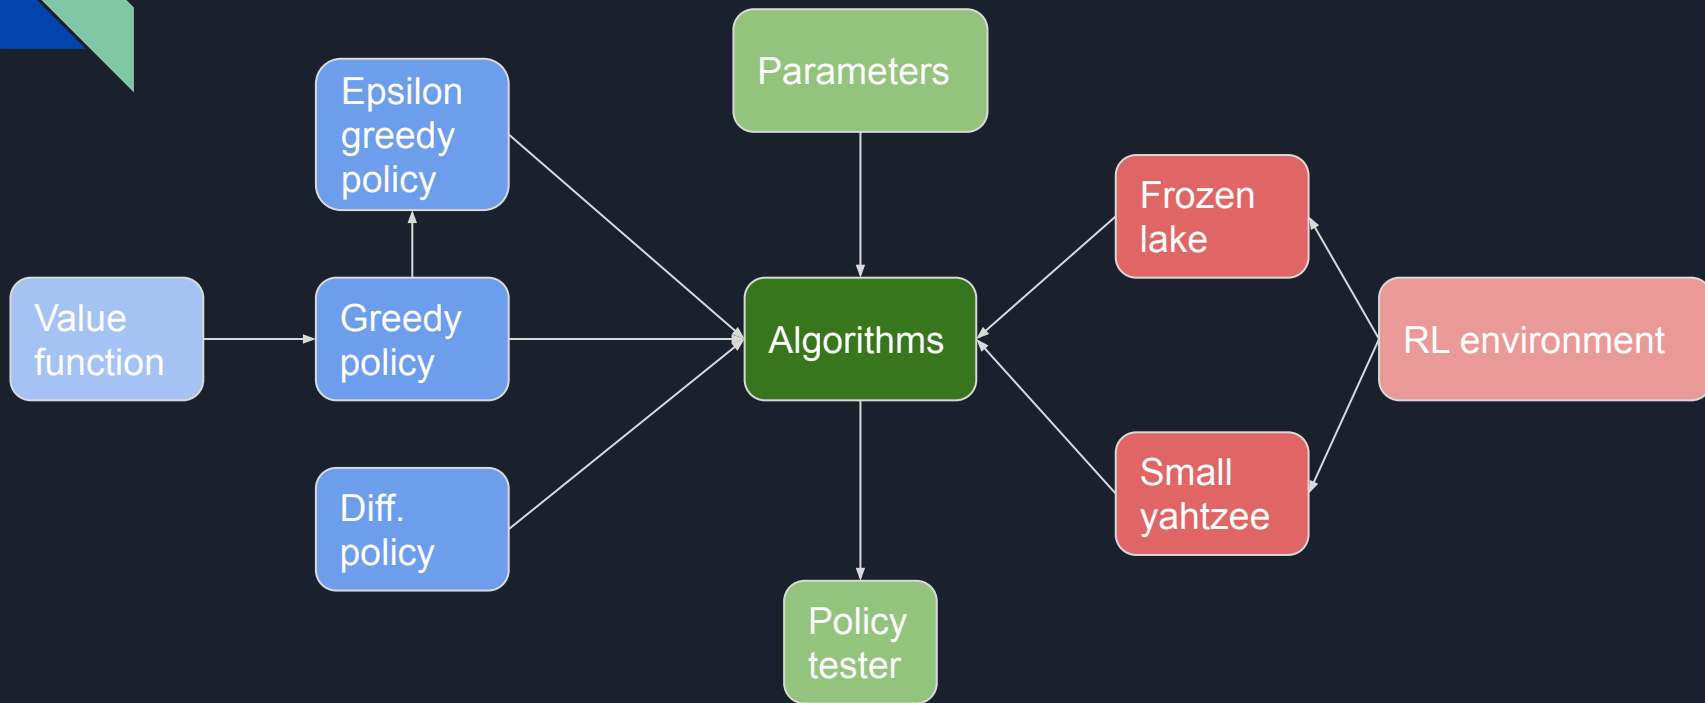 Parameters
Epsilon
greedy
policy
Frozen
lake
Value
function
Greedy
policy
Algorithms
RL environment
Diff.
policy
Small
yahtzee
Policy
tester